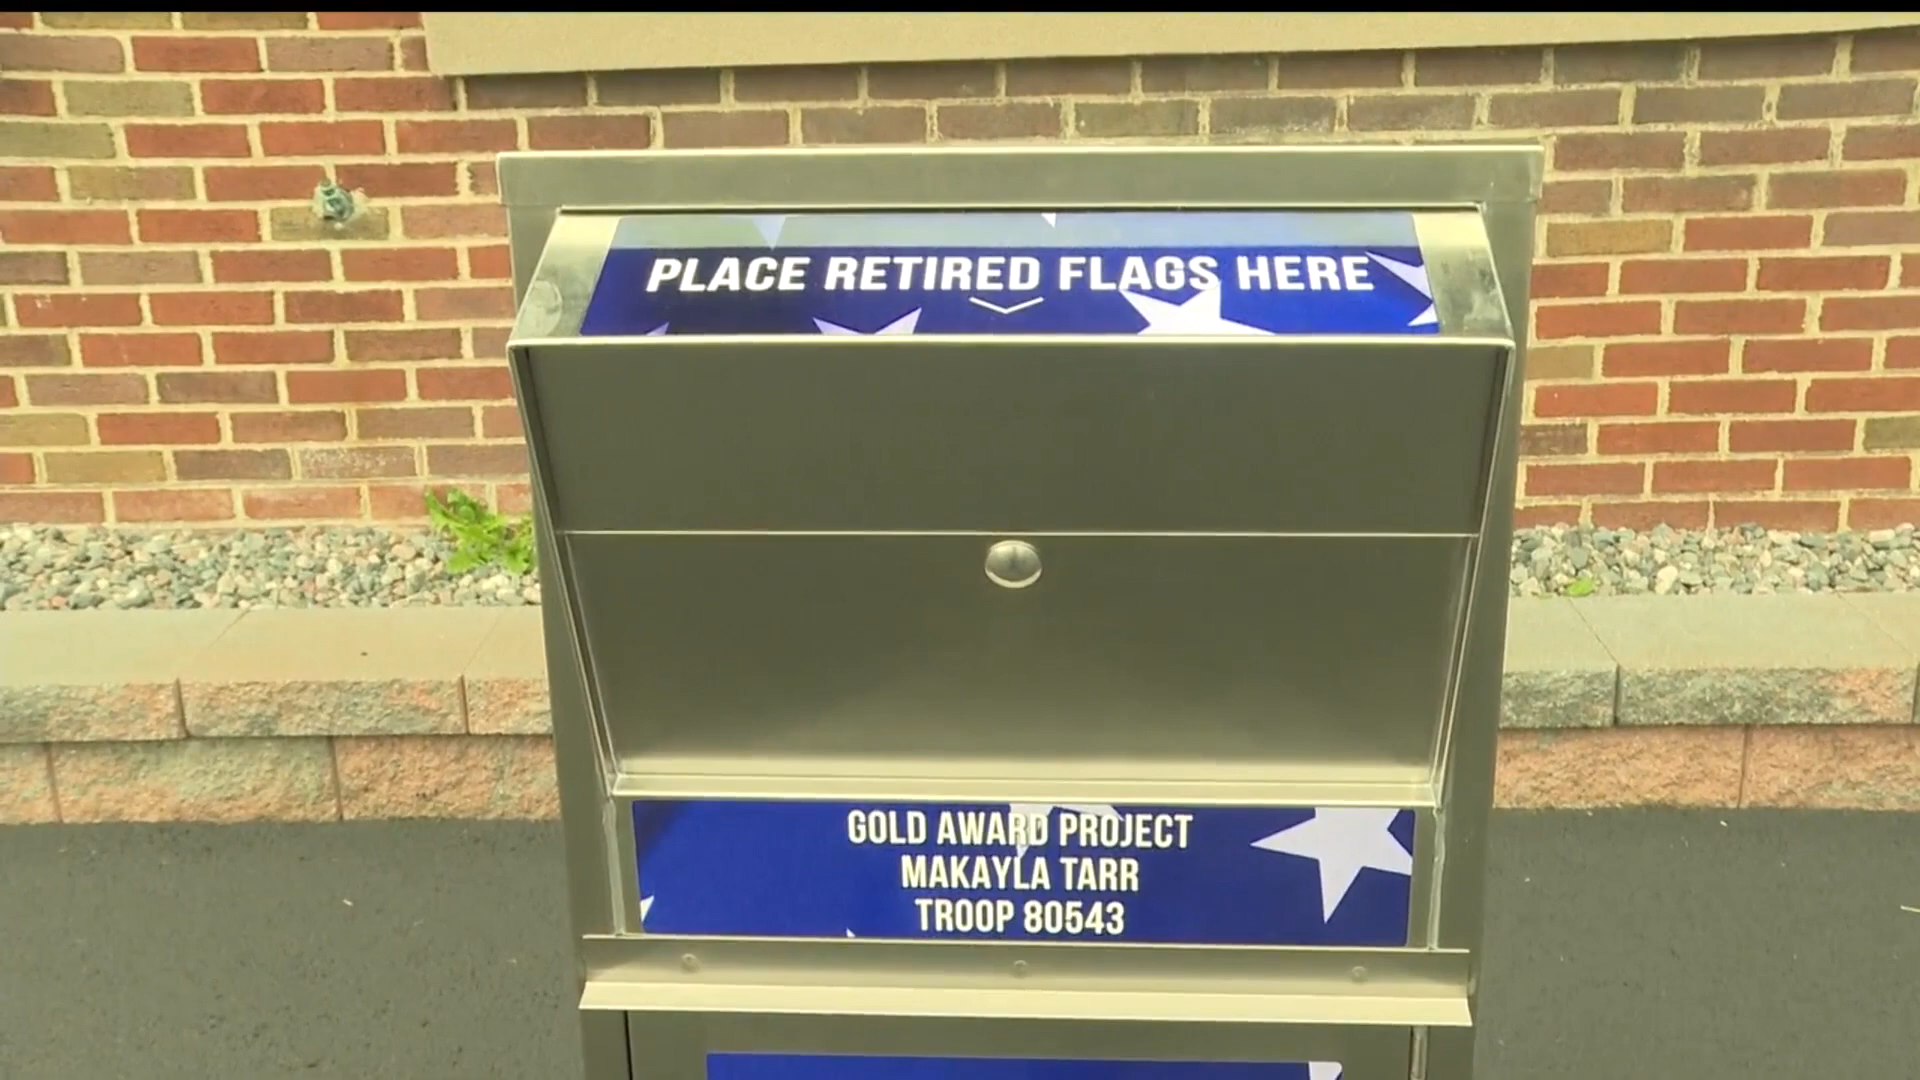 PLACE RETIRED FLAGS HERE
GOLD AWARD PROJECT
MAKAYLA TARR
TROOP 80543